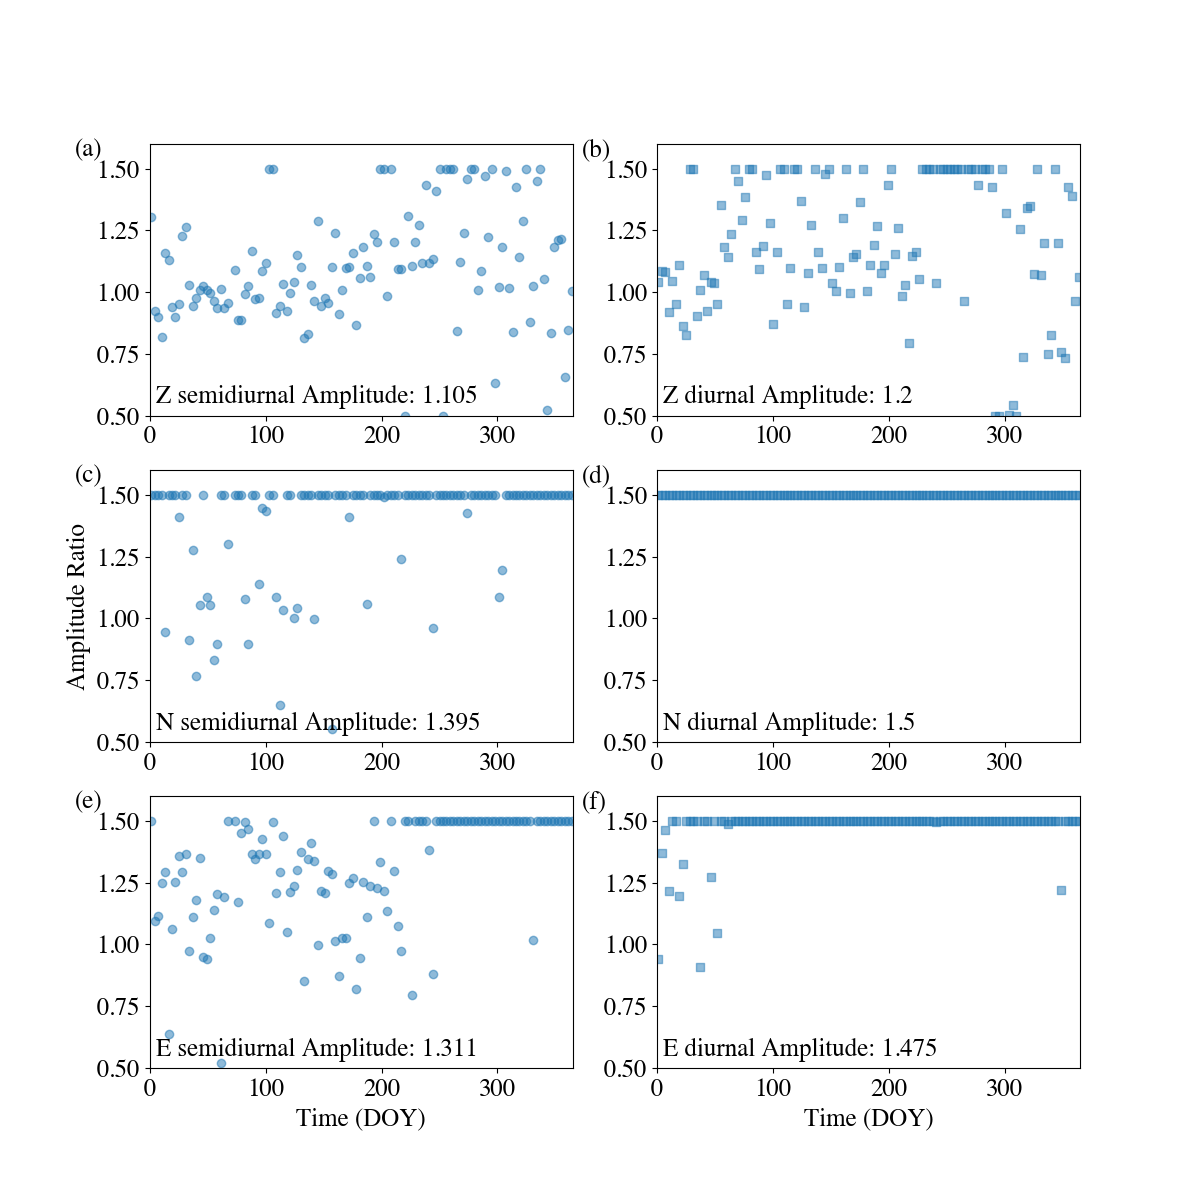 (a)
1.50
1.25
1.00
0.75
0.50
Z semidiurnal Amplitude: 1.105
0 100 200 300
(b)
1.50
1.25
1.00
0.75
0.50
Z diurnal Amplitude: 1.2
0 100 200 300
Amplitude Ratio
(c)
1.50
1.25
1.00
0.75
0.50
N semidiurnal Amplitude: 1.395
0 100 200 300
(d)
1.50
1.25
1.00
0.75
0.50
N diurnal Amplitude: 1.5
0 100 200 300
(e)
1.50
1.25
1.00
0.75
0.50
E semidiurnal Amplitude: 1.311
0 100 200 300
Time (DOY)
(f)
1.50
1.25
1.00
0.75
0.50
E diurnal Amplitude: 1.475
0 100 200 300
Time (DOY)